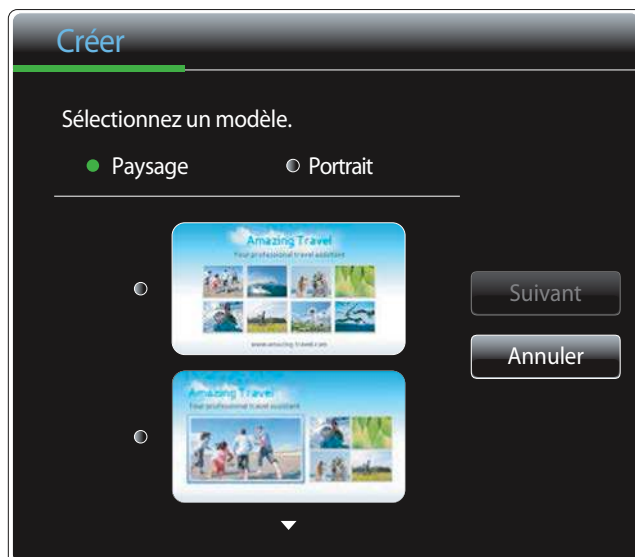 Créer
Sélectionnez un modèle.
Paysage
Portrait
Amazing Travel
Your professional travel assistant
www.amazing-travel.com
Suivant
Annuler
Amazing Travel
Your professional travel assistant